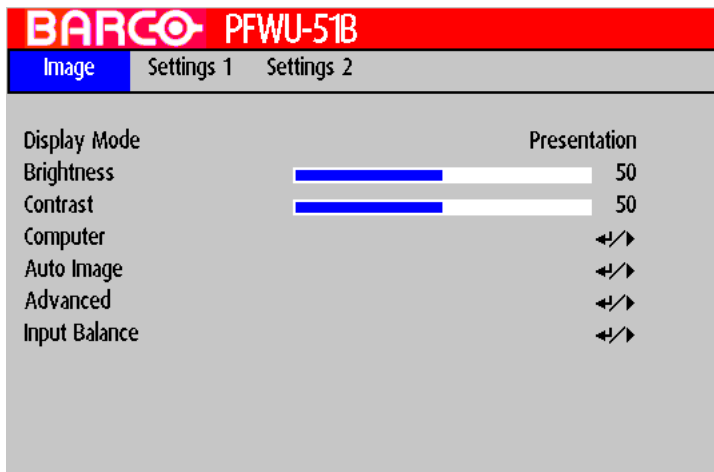 BARCO PFWU-51B
Image Settings 1 Settings 2
Display Mode Presentation
Brightness 50
Contrast 50
Computer
Auto Image
Advanced
Input Balance